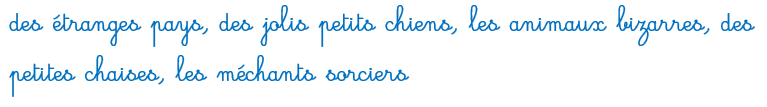 des étranges pays, des jolis petits chiens, les animaux bizarres, des
petites chaises, les méchants sorciers